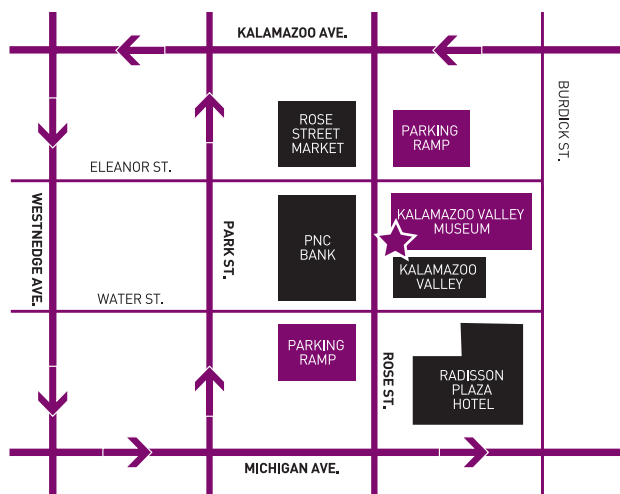 KALAMAZOO AVE.
BURDICK ST.
ROSE
STREET
MARKET
PARKING
RAMP
ELEANOR ST.
WESTNEDGE AVE.
PARK ST.
PNC
BANK
KALAMAZOO VALLEY
MUSEUM
KALAMAZOO
VALLEY
WATER ST.
PARKING
RAMP
ROSE ST.
RADISSON
PLAZA
HOTEL
MICHIGAN AVE.